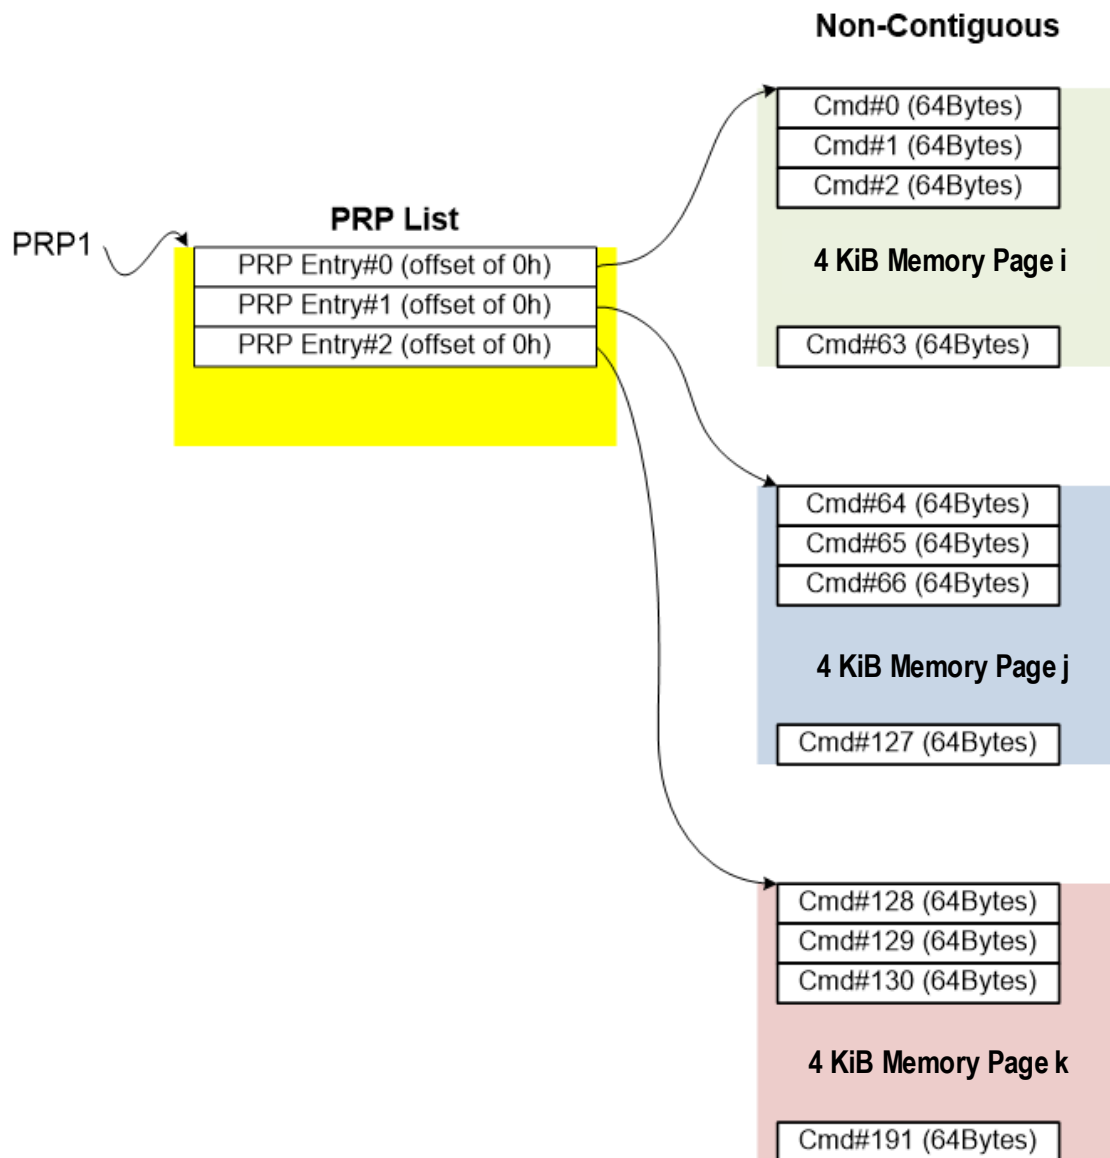 Non-Contiguous
Cmd#0 (64Bytes)
Cmd#1 (64Bytes)
Cmd#2 (64Bytes)
4 KiB Memory Page i
Cmd#63 (64Bytes)
PRP1
PRP List
PRP Entry#0 (offset of 0h)
PRP Entry#1 (offset of 0h)
PRP Entry#2 (offset of 0h)
Cmd#64 (64Bytes)
Cmd#65 (64Bytes)
Cmd#66 (64Bytes)
4 KiB Memory Page j
Cmd#127 (64Bytes)
Cmd#128 (64Bytes)
Cmd#129 (64Bytes)
Cmd#130 (64Bytes)
4 KiB Memory Page k
Cmd#191 (64Bytes)